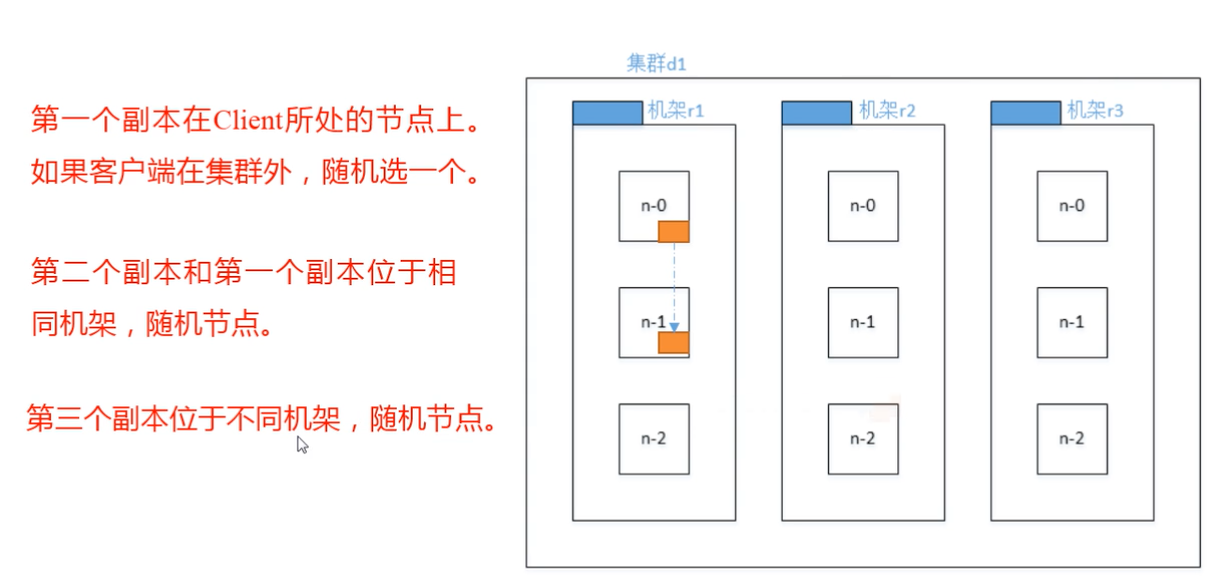 第一个副本在Client所处的节点上。
如果客户端在集群外，随机选一个。
第二个副本和第一个副本位于相
同机架，随机节点。
第三个副本位于不同机架，随机节点。
集群d1
机架r1
机架r2
机架r3
n-0
n-0
n-0
n-1
n-1
n-1
n-2
n-2
n-2